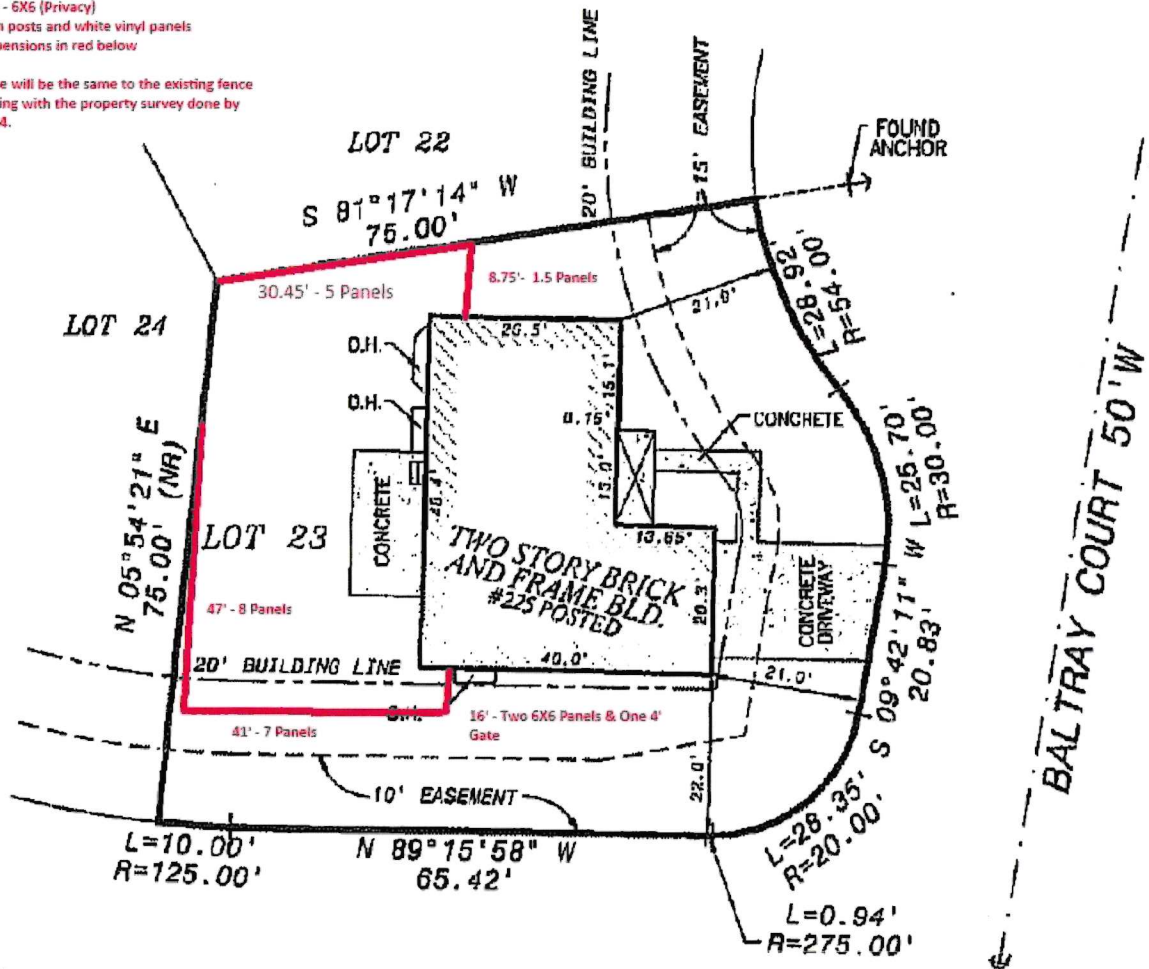 - 6X6 (Privacy)
posts and white vinyl panels
ensions in red below
e will be the same to the existing fence
ing with the property survey done by
4.
20' BUILDING LINE
15' EASEMENT
FOUND
ANCHOR
LOT 22
S 81°17'14" W
75.00'
30.45' - 5 Panels
8.75'- 1.5 Panels
21.0'
L=28.92'
R=54.00'
LOT 24
O.H.
O.H.
26.5'
15.1'
0.75'
15.0'
CONCRETE
L=25.70'
R=30.00'
BALTRAY COURT 50'W
N 05°54'21" E
75.00' (NR)
LOT 23
CONCRETE
13.65'
TWO STORY BRICK
AND FRAME BLD.
#225 POSTED
20.3'
CONCRETE
DRIVEWAY
S 09°42'11" W
20.83'
47' - 8 Panels
20' BUILDING LINE
40.0'
21.0'
16' - Two 6X6 Panels & One 4'
Gate
41' - 7 Panels
22.0'
10' EASEMENT
L=28.35'
R=20.00'
L=10.00'
R=125.00'
N 89°15'58" W
65.42'
L=0.94'
R=275.00'